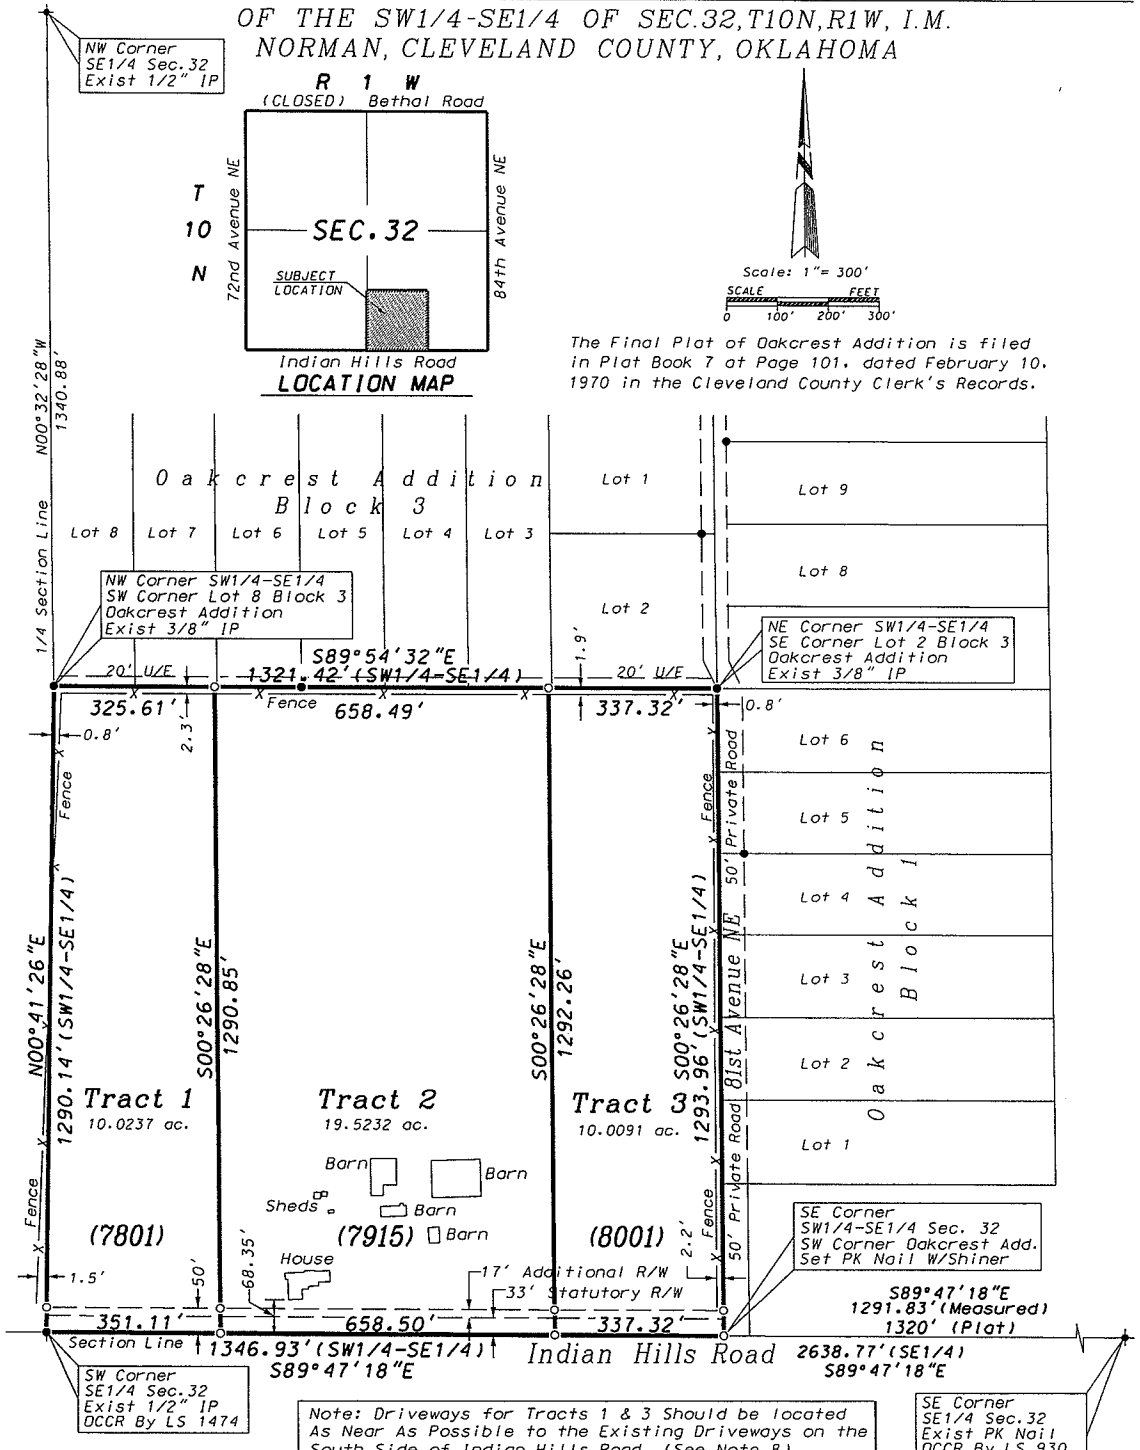 OF THE SW1/4-SE1/4 OF SEC.32,T10N,R1W, I.M.
NORMAN, CLEVELAND COUNTY, OKLAHOMA
NW Corner
SE1/4 Sec.32
Exist 1/2" IP
R 1 W
(CLOSED) Bethal Road
T
10
N
72nd Avenue NE
84th Avenue NE
SEC.32
SUBJECT
LOCATION
Indian Hills Road
LOCATION MAP
Scale: 1"= 300'
SCALE FEET
0 100' 200' 300'
The Final Plat of Oakcrest Addition is filed
in Plat Book 7 at Page 101, dated February 10,
1970 in the Cleveland County Clerk's Records.
1/4 Section Line N00°32'28"W
1340.88'
Oakcrest Addition
Block 3
Lot 8 Lot 7 Lot 6 Lot 5 Lot 4 Lot 3
Lot 1
Lot 2
Lot 9
Lot 8
NW Corner SW1/4-SE1/4
SW Corner Lot 8 Block 3
Oakcrest Addition
Exist 3/8" IP
NE Corner SW1/4-SE1/4
SE Corner Lot 2 Block 3
Oakcrest Addition
Exist 3/8" IP
20' U/E
S89°54'32"E
1321.42'(SW1/4-SE1/4)
1.9'
20' U/E
325.61'
2.3'
Fence
658.49'
337.32'
0.8'
0.8'
Fence
Fence
50' Private Road
Lot 6
Lot 5
Lot 4
Lot 3
Lot 2
Lot 1
Oakcrest Addition
Block 1
N00°41'26"E
1290.14'(SW1/4-SE1/4)
S00°26'28"E
1290.85'
S00°26'28"E
1292.26'
S00°26'28"E
1293.96'(SW1/4-SE1/4)
81st Avenue NE
50' Private Road
Tract 1
10.0237 ac.
Tract 2
19.5232 ac.
Tract 3
10.0091 ac.
Barn
Barn
Sheds
Barn
Barn
House
Fence
Fence
(7801)
(7915)
(8001)
2.2'
1.5'
50'
68.35'
17' Additional R/W
33' Statutory R/W
351.11'
658.50'
337.32'
Section Line
1346.93'(SW1/4-SE1/4)
S89°47'18"E
Indian Hills Road
SE Corner
SW1/4-SE1/4 Sec. 32
SW Corner Oakcrest Add.
Set PK Nail W/Shiner
S89°47'18"E
1291.83'(Measured)
1320' (Plat)
2638.77'(SE1/4)
S89°47'18"E
SW Corner
SE1/4 Sec.32
Exist 1/2" IP
OCCR By LS 1474
Note: Driveways for Tracts 1 & 3 Should be located
As Near As Possible to the Existing Driveways on the
South Side of Indian Hills Road. (See Note B)
SE Corner
SE1/4 Sec.32
Exist PK Nail
OCCR By LS 930